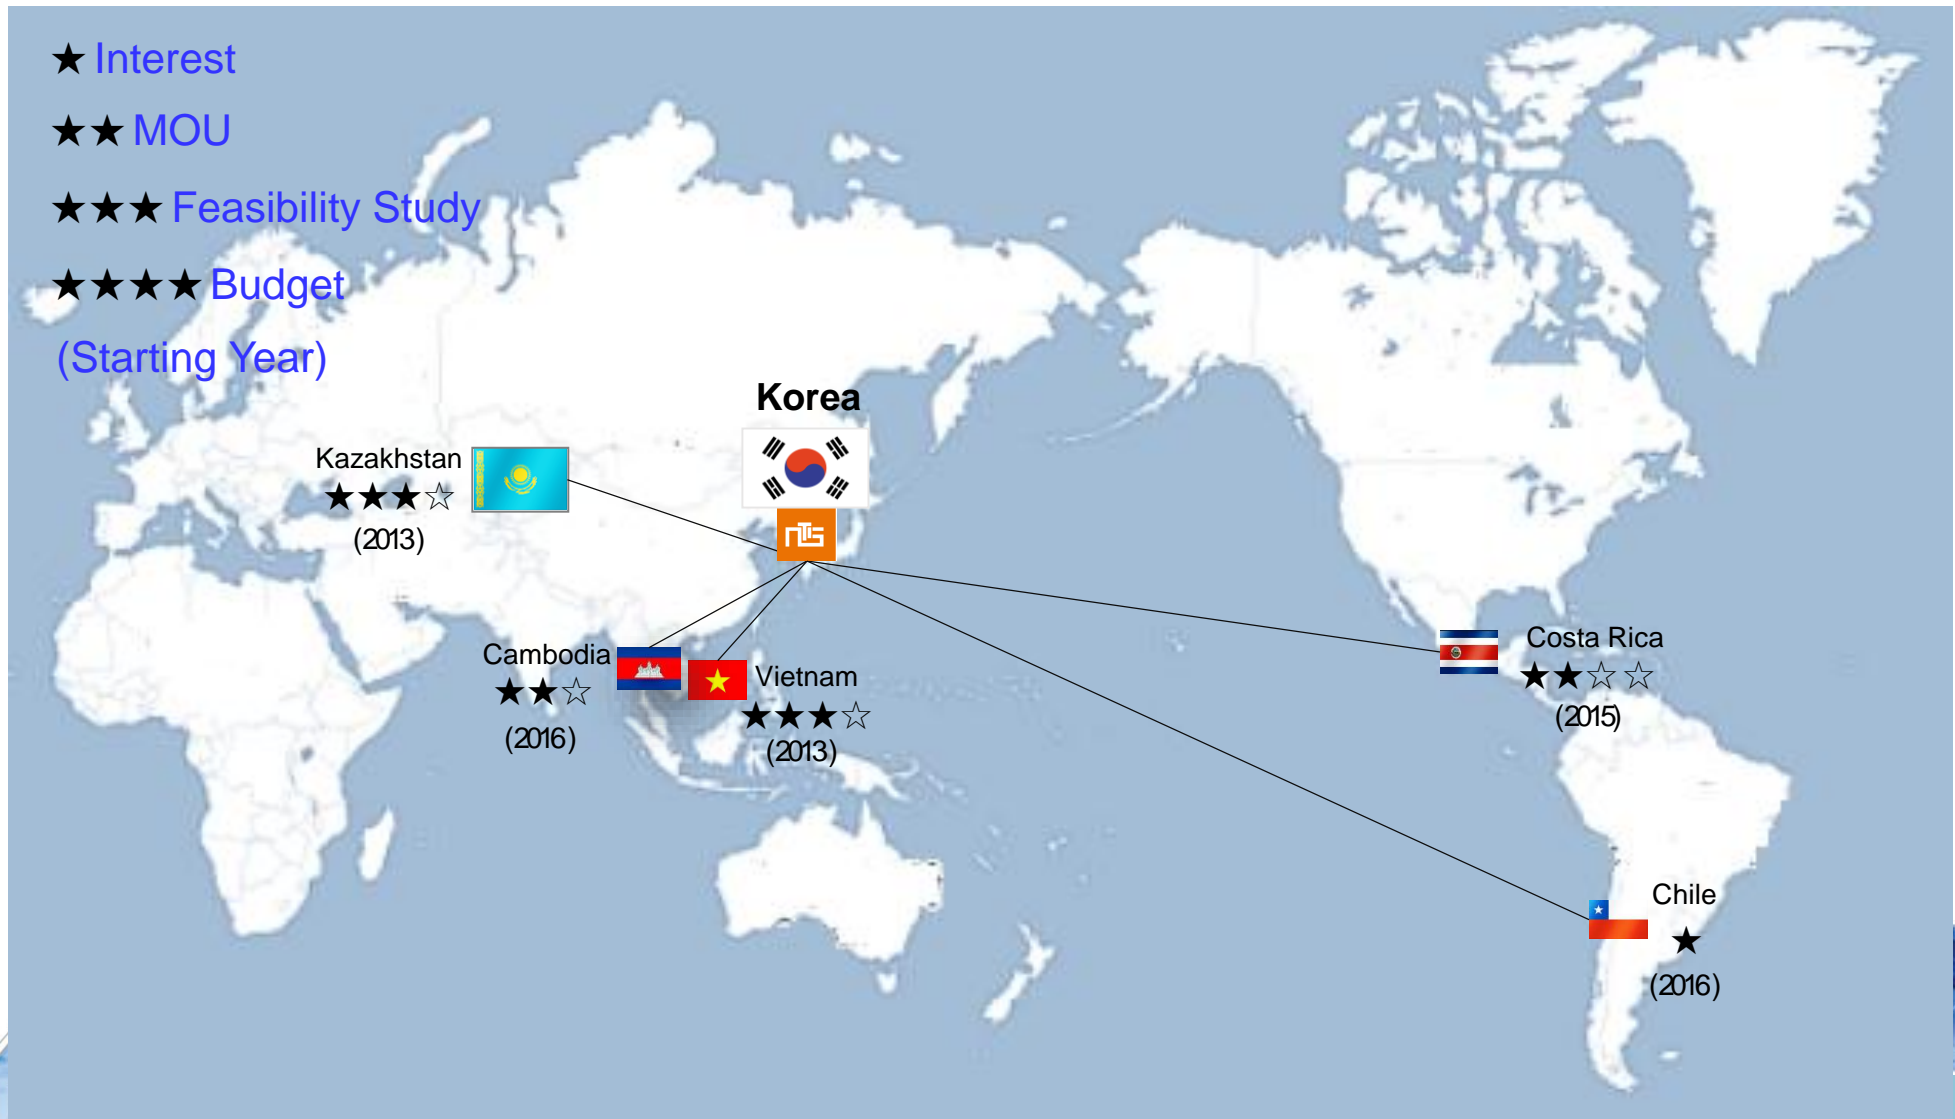 ★ Interest
★★ MOU
★★★ Feasibility Study
★★★★ Budget
(Starting Year)
Korea
Kazakhstan
★★★☆
(2013)
Cambodia
★★☆
(2016)
Vietnam
★★★☆
(2013)
Costa Rica
★★☆☆
(2015)
Chile
★
(2016)